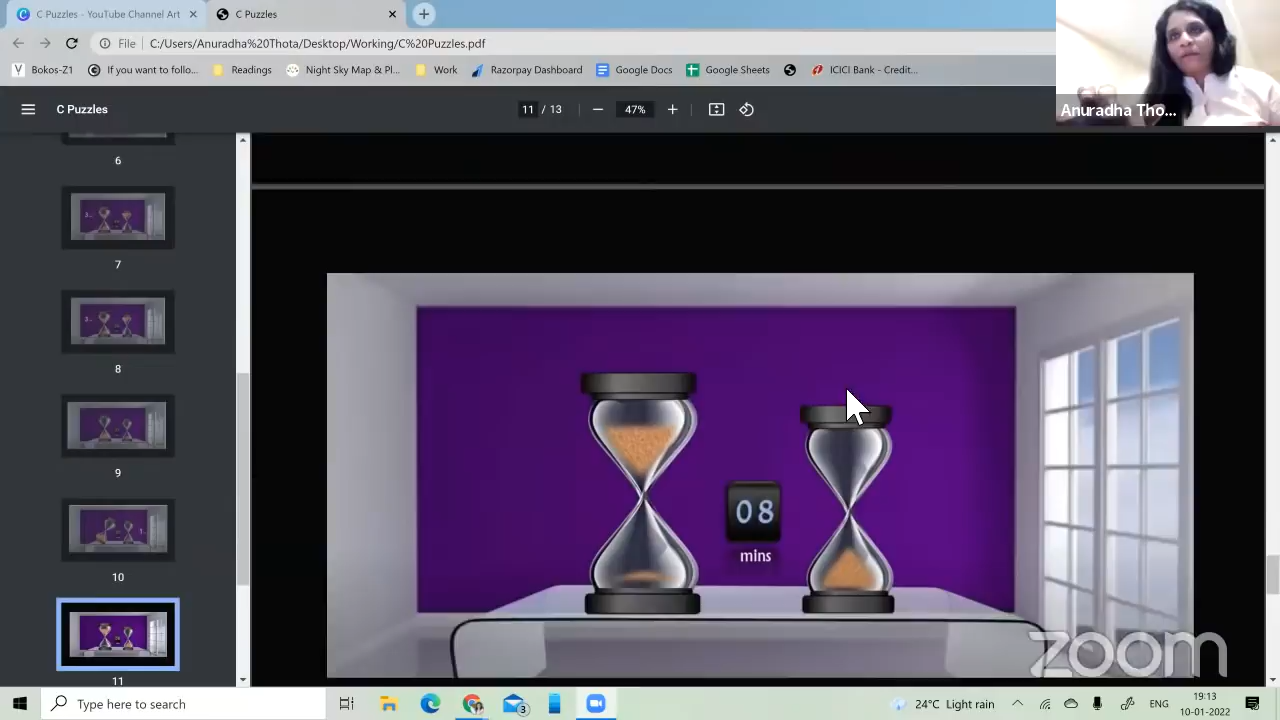 C Puzzles - YouTube Channel Art
C Puzzles
File
C:/Users/Anuradha%20Thota/Desktop/Working/C%20Puzzles.pdf
Bokos-Z1
If you want to follo...
Readings
Night Sky Map & Pl...
Work
Razorpay Dashboard
Google Docs
Google Sheets
ICICI Bank - Credit...
Anuradha Tho...
C Puzzles
11 / 13
47%
6
7
8
9
10
11
08
mins
zoom
Type here to search
3
24°C Light rain
ENG
19:13
10-01-2022